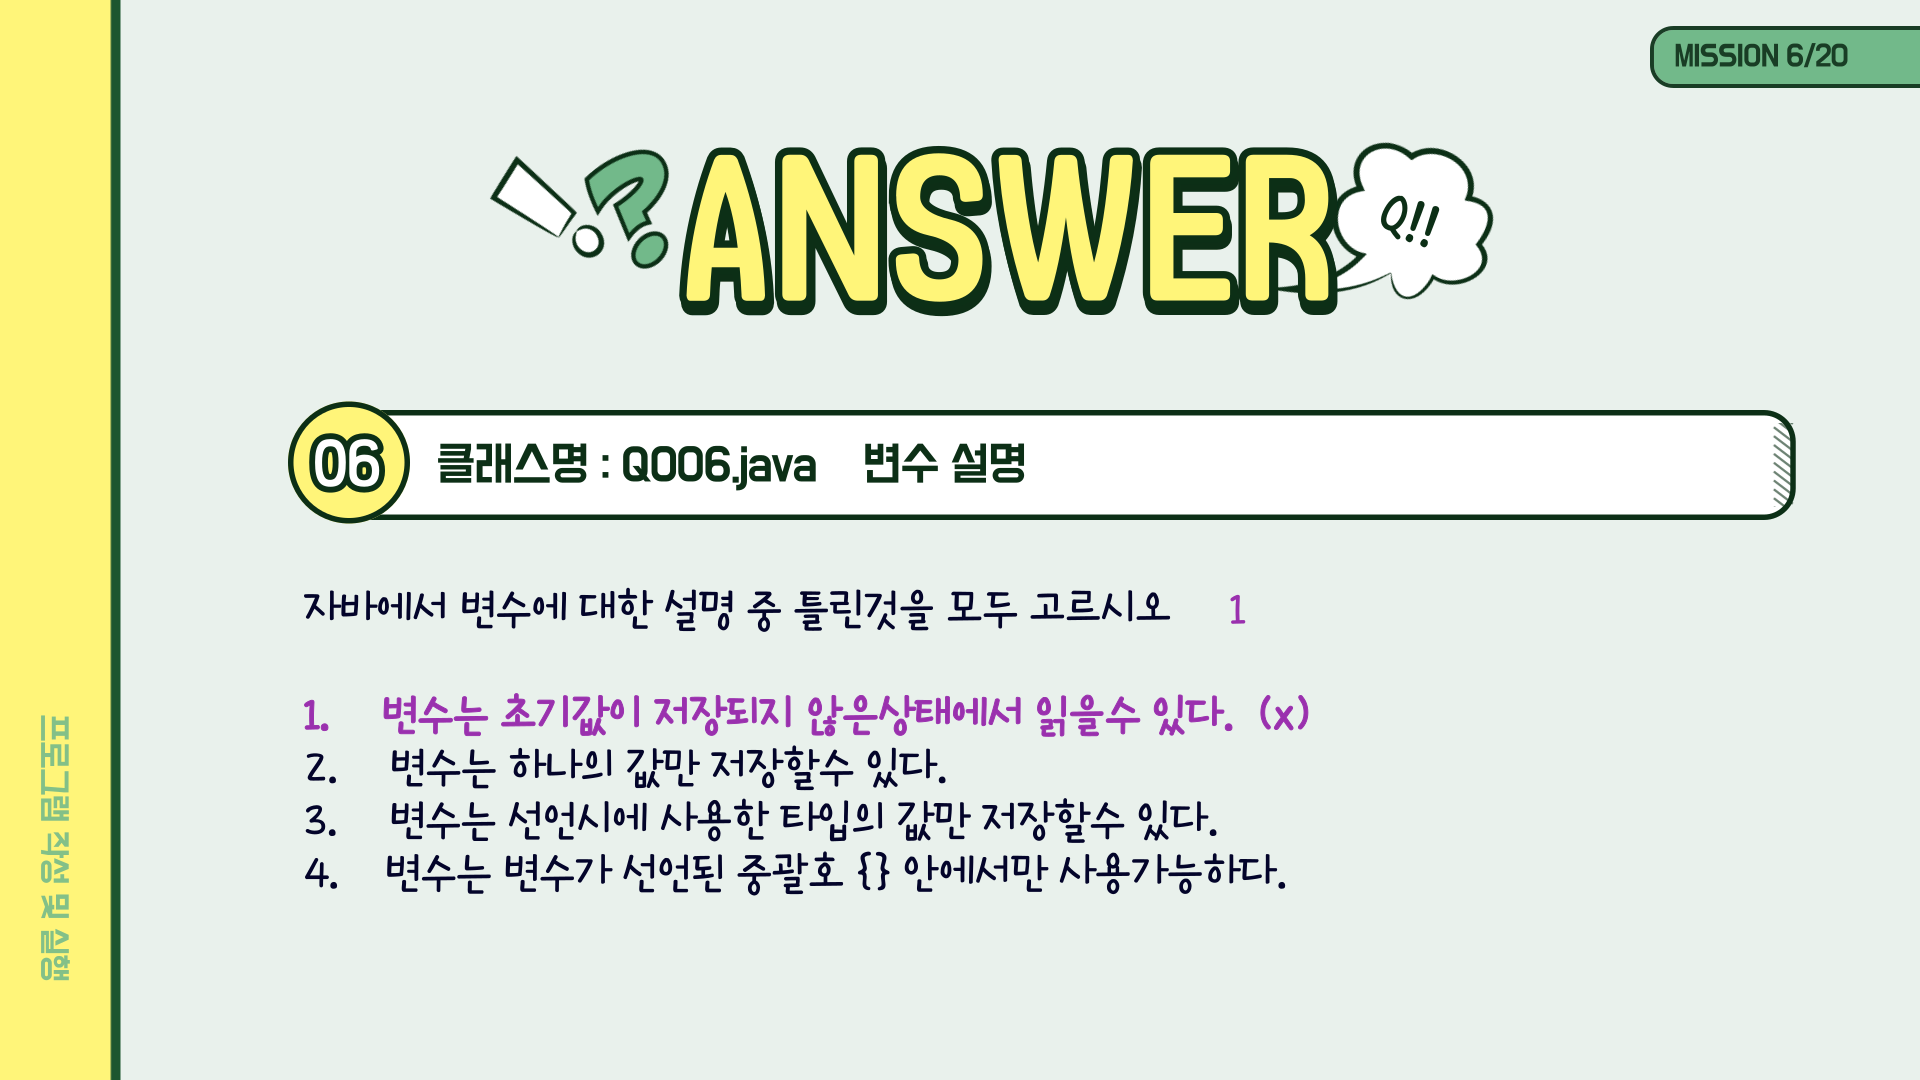 MISSION 6/20
ANSWER
Q!!
06
클래스명 : Q006.java 변수 설명
자바에서 변수에 대한 설명 중 틀린것을 모두 고르시오 1
1. 변수는 초기값이 저장되지 않은상태에서 읽을수 있다. (x)
2. 변수는 하나의 값만 저장할수 있다.
3. 변수는 선언시에 사용한 타입의 값만 저장할수 있다.
4. 변수는 변수가 선언된 중괄호 {} 안에서만 사용가능하다.
프로그램 작성 및 실행